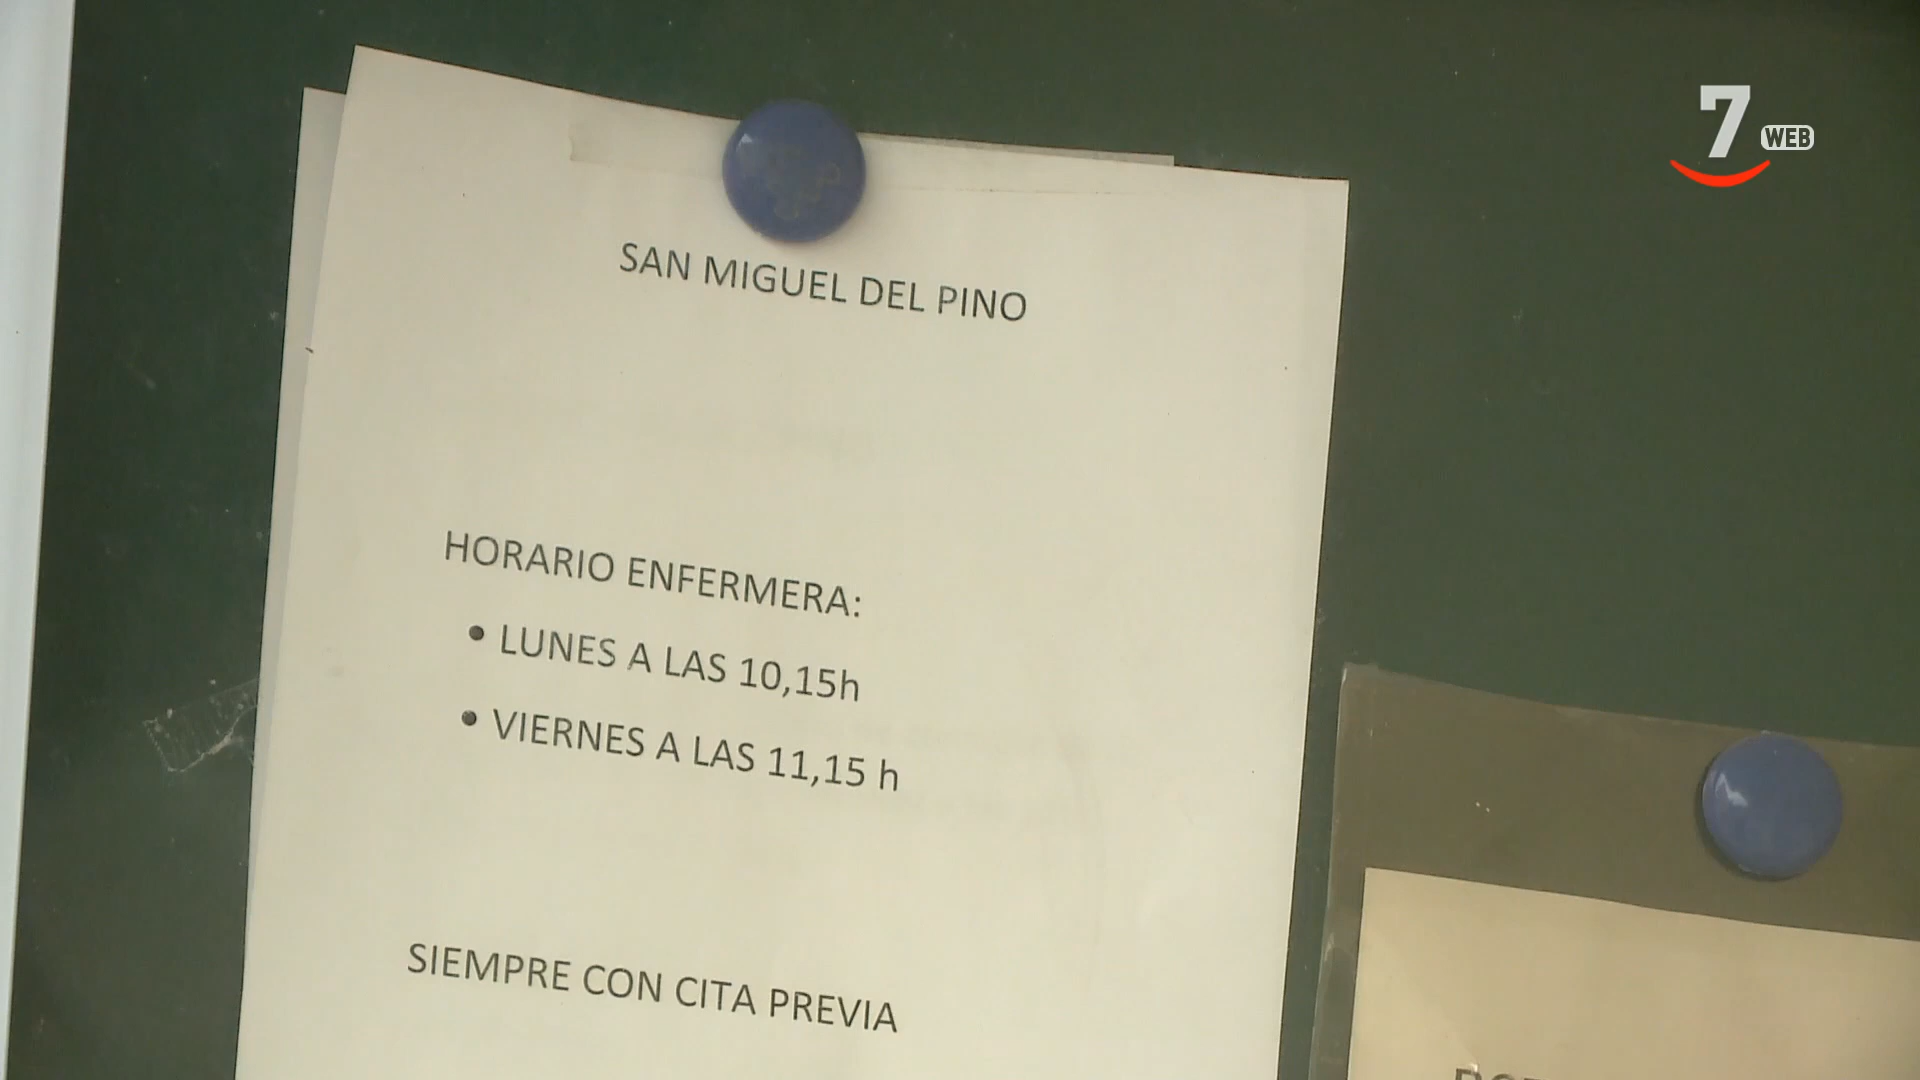 7 WEB
SAN MIGUEL DEL PINO
HORARIO ENFERMERA:
• LUNES A LAS 10,15h
• VIERNES A LAS 11,15 h
SIEMPRE CON CITA PREVIA